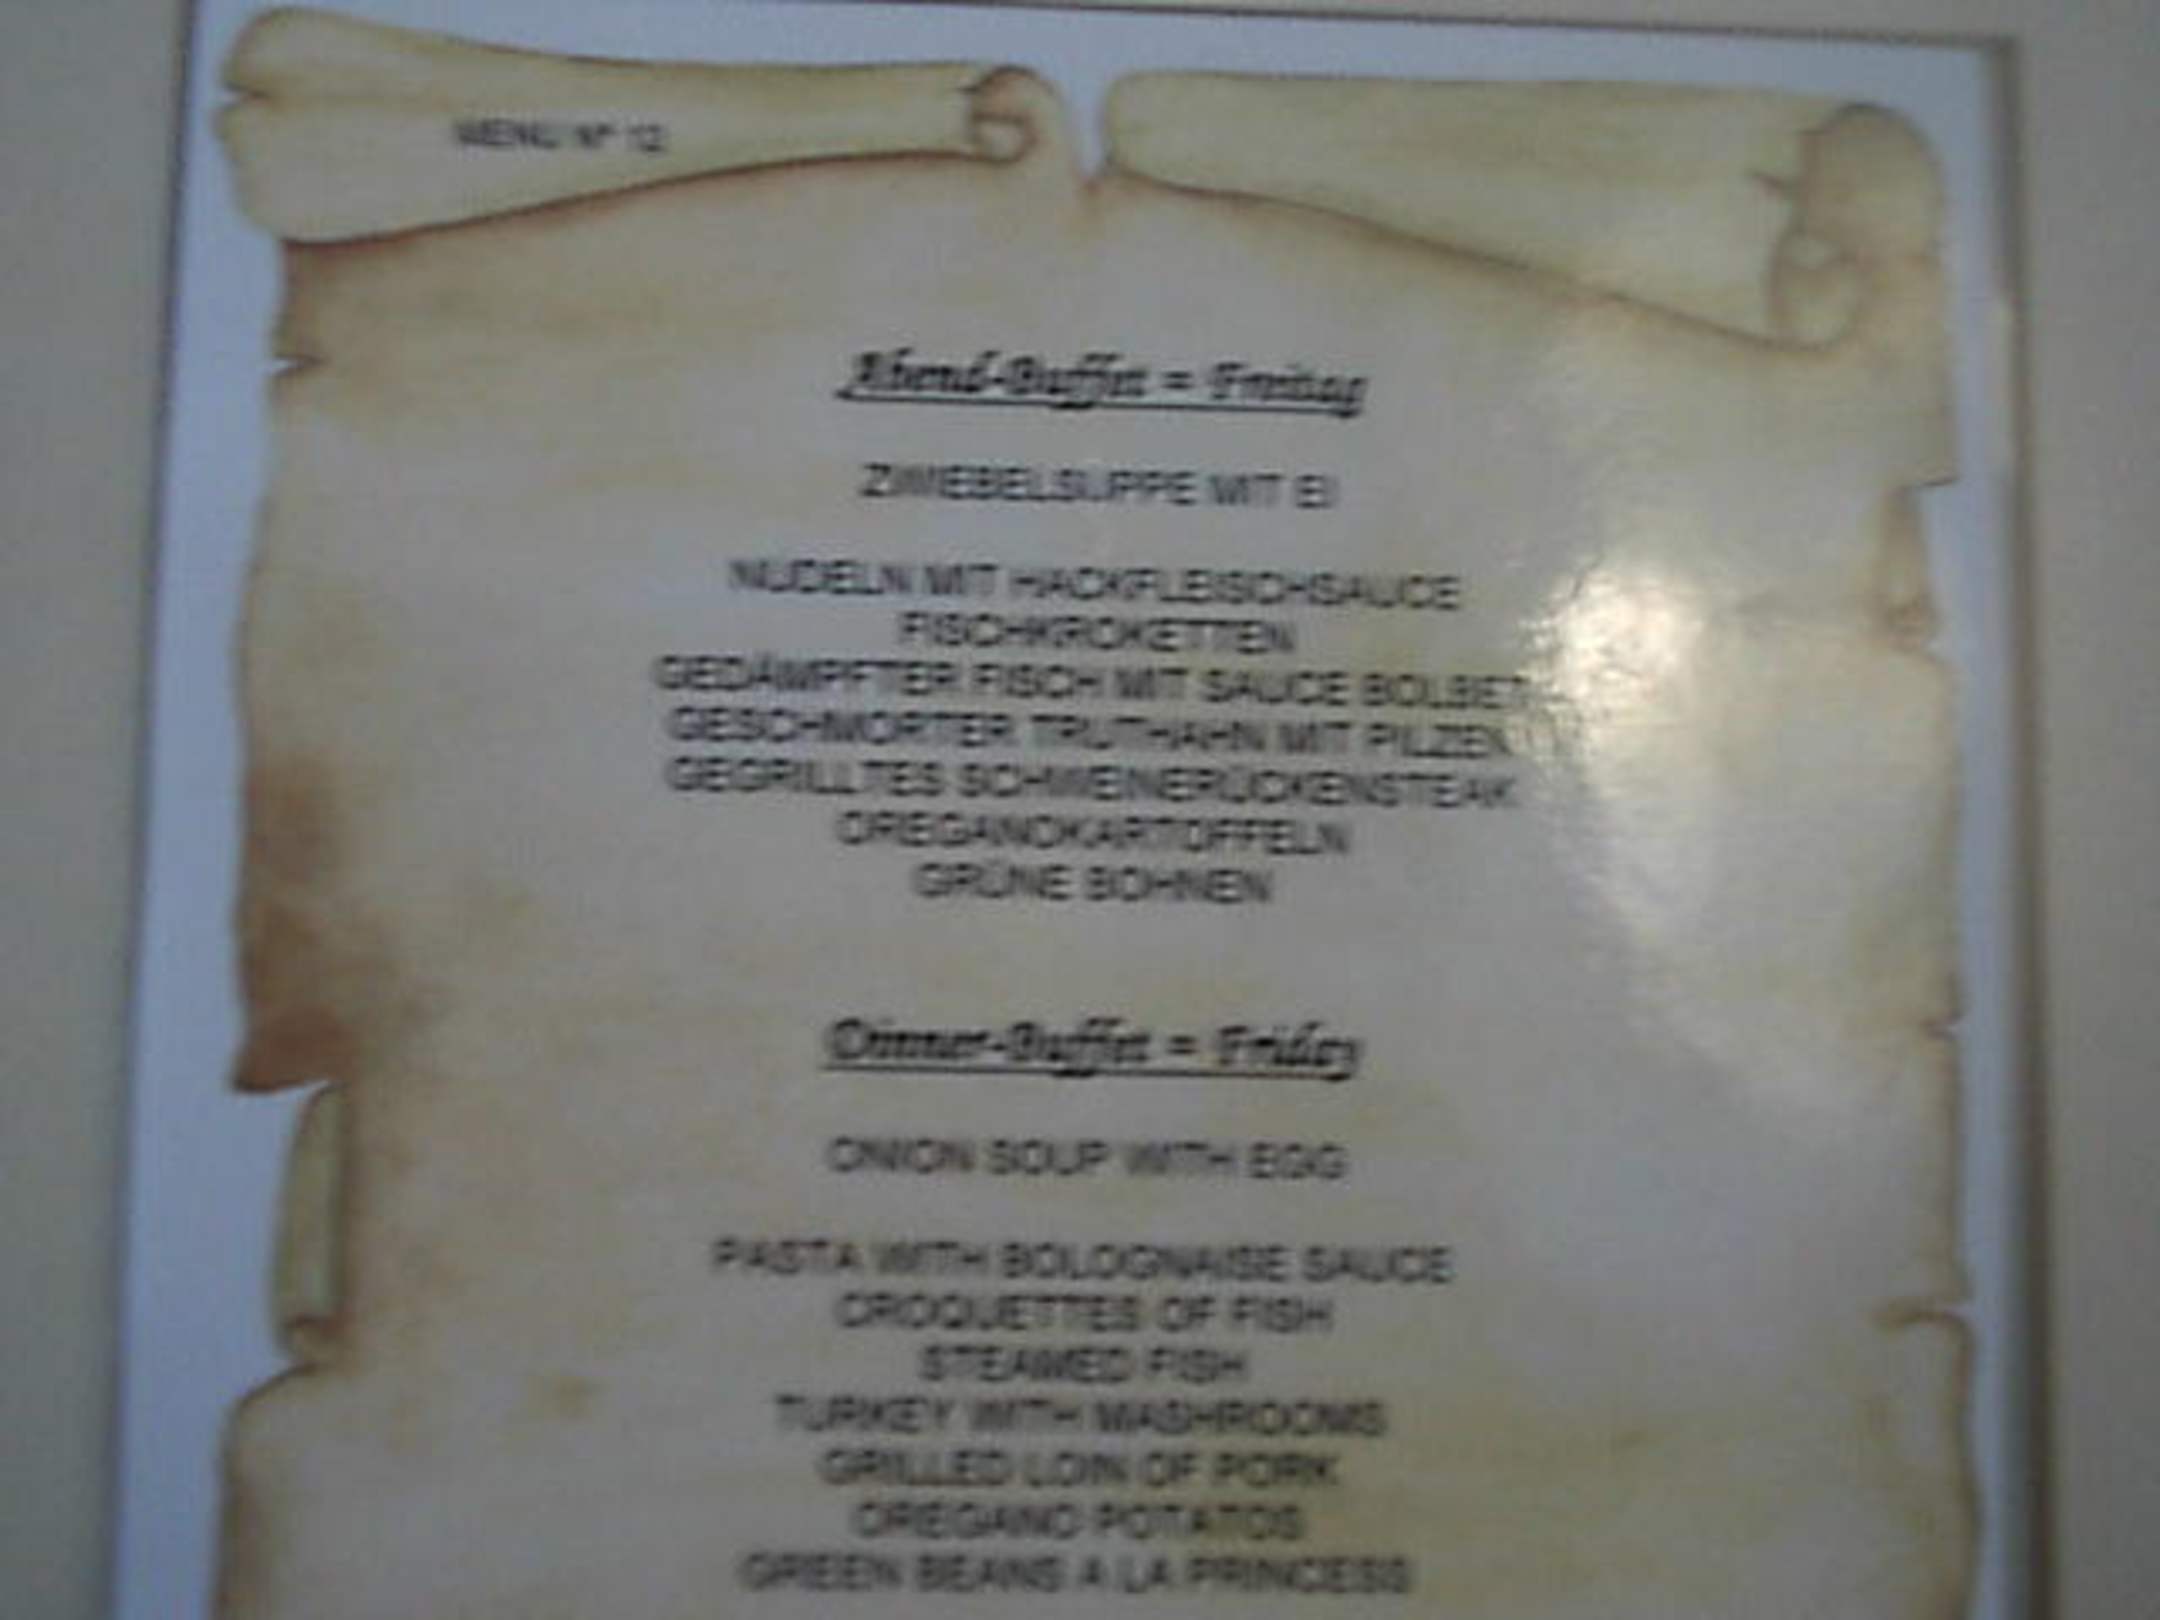 MENU Nº 12
Abend-Buffet = Freitag
ZWIEBELSUPPE MIT EI
NUDELN MIT HACKFLEISCHSAUCE
FISCHKROKETTEN
GEDÄMPFTER FISCH MIT SAUCE
GESCHMORTER TRUTHAHN MIT PILZEN
GEGRILLTES SCHWEINERÜCKENSTEAK
OREGANOKARTOFFELN
GRÜNE BOHNEN
Dinner-Buffet = Friday
ONION SOUP WITH EGG
PASTA WITH BOLOGNAISE SAUCE
CROQUETTES OF FISH
STEAMED FISH
TURKEY WITH MASHROOMS
GRILLED LOIN OF PORK
OREGANO POTATOS
GREEN BEANS A LA PRINCESS